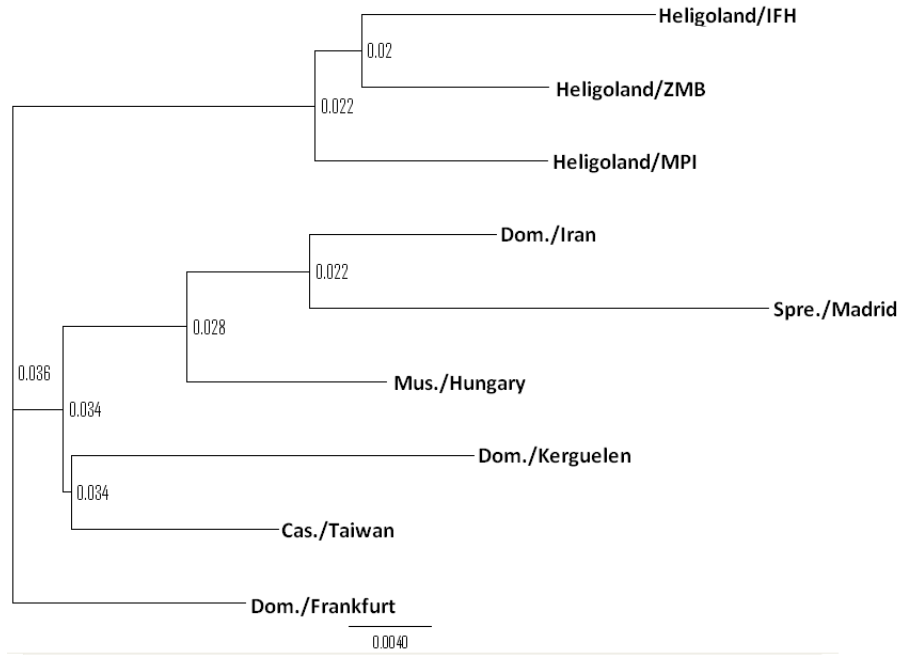 Heligoland/IFH
0.02
Heligoland/ZMB
0.022
Heligoland/MPI
Dom./Iran
0.022
Spre./Madrid
0.028
0.036
Mus./Hungary
0.034
Dom./Kerguelen
0.034
Cas./Taiwan
Dom./Frankfurt
0.0040